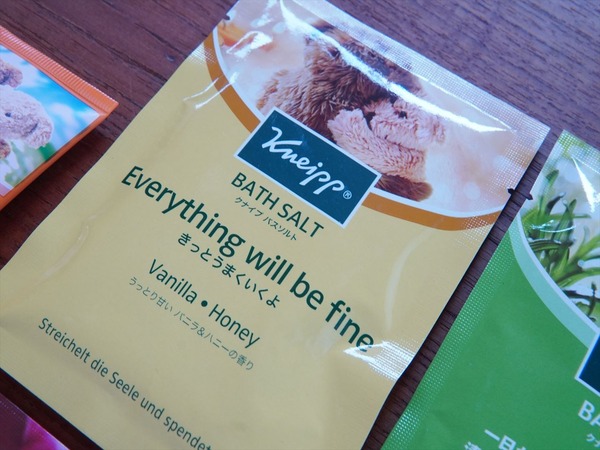 Kneipp®
BATH SALT
クナイプ バスソルト
Everything will be fine
きっとうまくいくよ
Vanilla • Honey
うっとり甘い バニラ&ハニーの香り
Streichelt die Seele und spendet
BA
一日